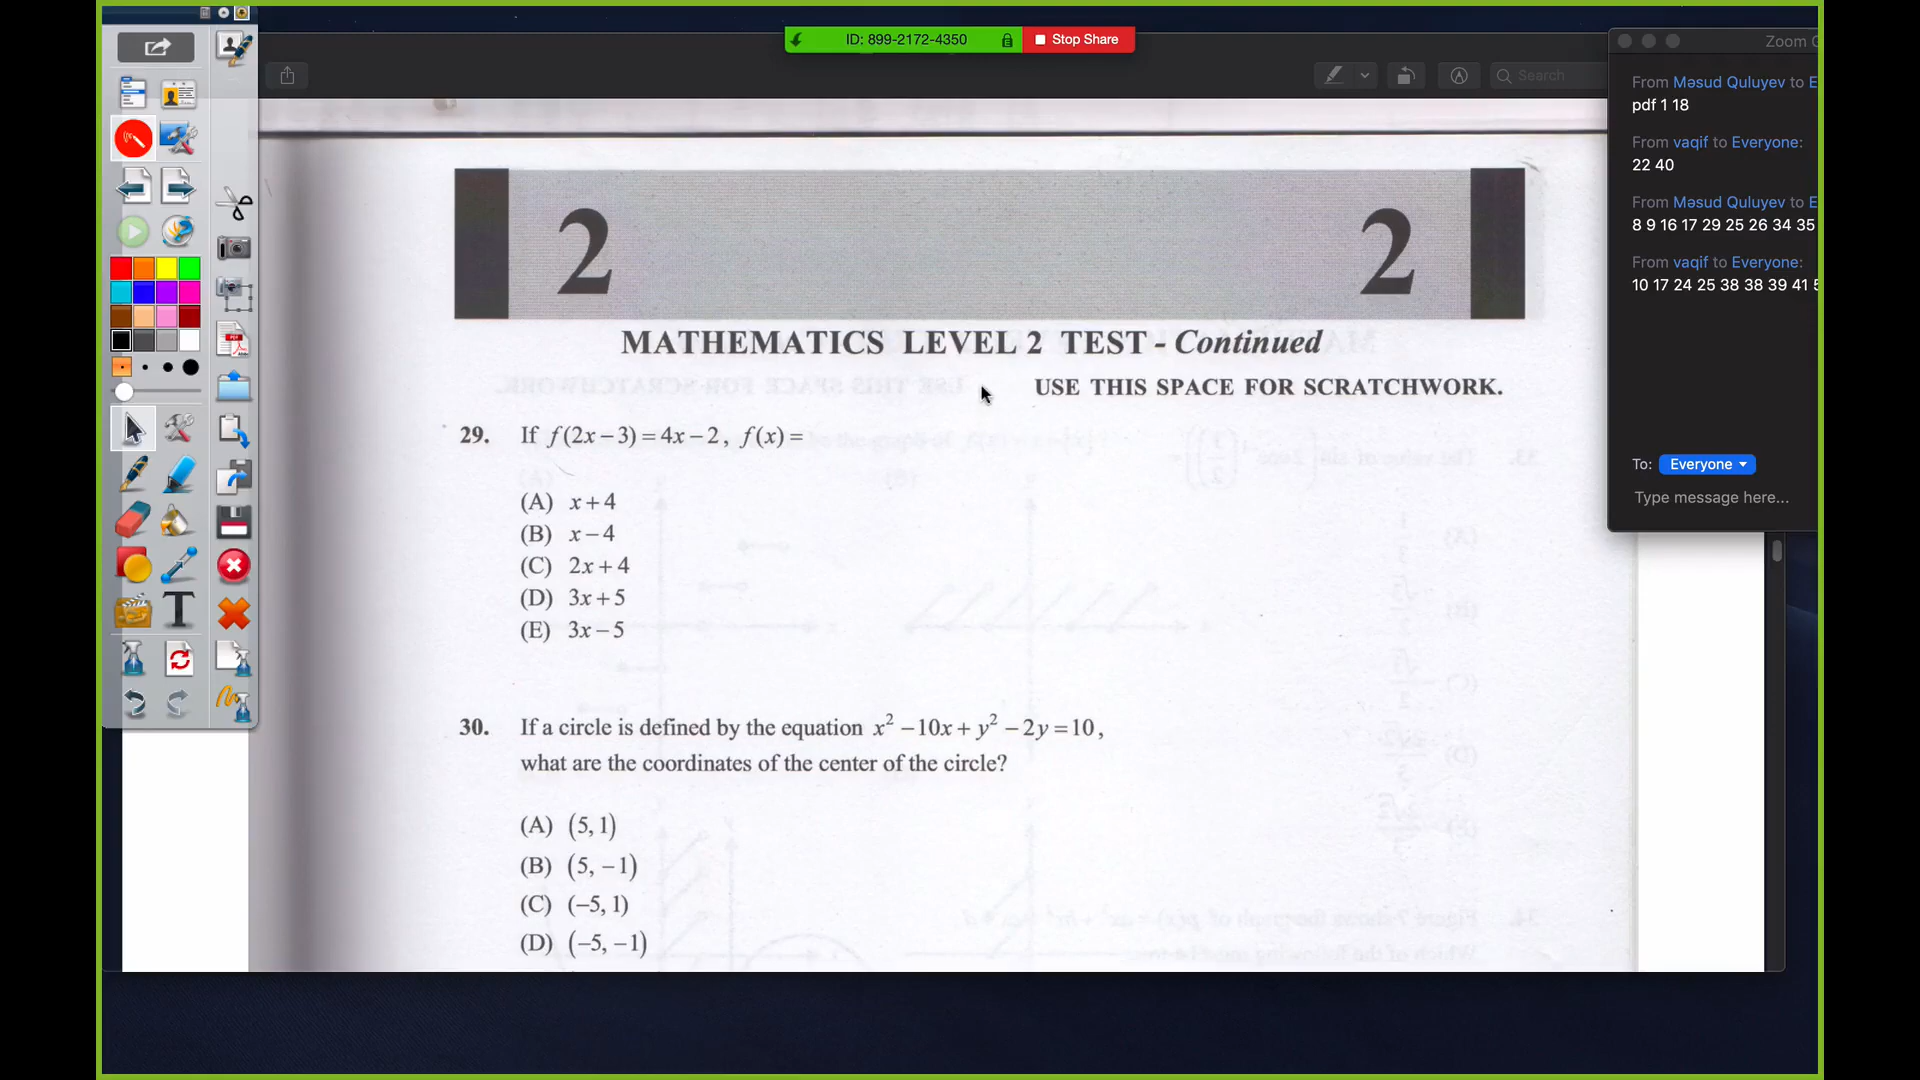 ID: 899-2172-4350
Stop Share
Search
Zoom
From Məsud Quluyev to E
pdf 1 18
From vaqif to Everyone:
22 40
From Məsud Quluyev to E
8 9 16 17 29 25 26 34 35
From vaqif to Everyone:
10 17 24 25 38 38 39 41
To: Everyone
Type message here...
2 2
MATHEMATICS LEVEL 2 TEST - Continued
USE THIS SPACE FOR SCRATCHWORK.
29. If f(2x−3)=4x−2, f(x)=
(A) x+4
(B) x−4
(C) 2x+4
(D) 3x+5
(E) 3x−5
30. If a circle is defined by the equation x² −10x+ y² −2y=10,
what are the coordinates of the center of the circle?
(A) (5, 1)
(B) (5, −1)
(C) (−5, 1)
(D) (−5, −1)